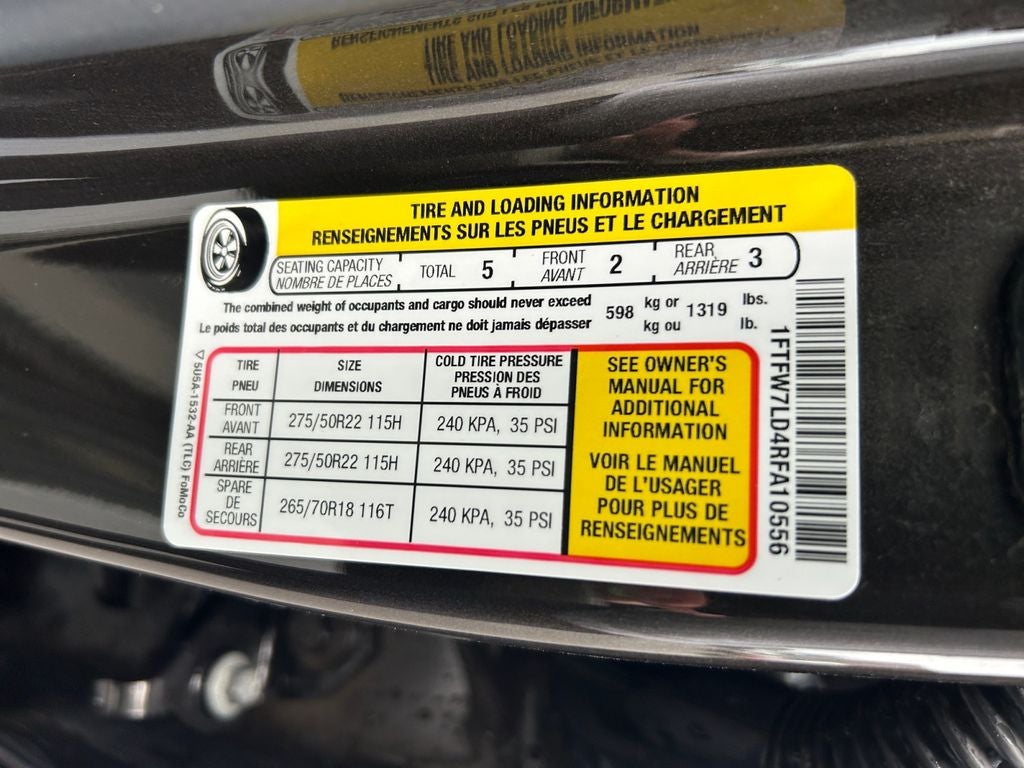 TIRE AND LOADING INFORMATION
RENSEIGNEMENTS SUR LES PNEUS ET LE CHARGEMENT
SEATING CAPACITY
NOMBRE DE PLACES
TOTAL 5
FRONT
AVANT
2
REAR
ARRIÈRE
3
The combined weight of occupants and cargo should never exceed 598 kg or 1319 lbs.
Le poids total des occupants et du chargement ne doit jamais dépasser kg ou lb.
TIRE
PNEU
SIZE
DIMENSIONS
COLD TIRE PRESSURE
PRESSION DES
PNEUS À FROID
FRONT
AVANT
275/50R22 115H
240 KPA, 35 PSI
REAR
ARRIÈRE
275/50R22 115H
240 KPA, 35 PSI
SPARE
DE
SECOURS
265/70R18 116T
240 KPA, 35 PSI
SEE OWNER'S
MANUAL FOR
ADDITIONAL
INFORMATION
VOIR LE MANUEL
DE L'USAGER
POUR PLUS DE
RENSEIGNEMENTS
5U5A-1532-AA (TLC) FoMoCo
1FTFW7LD4RFA10556